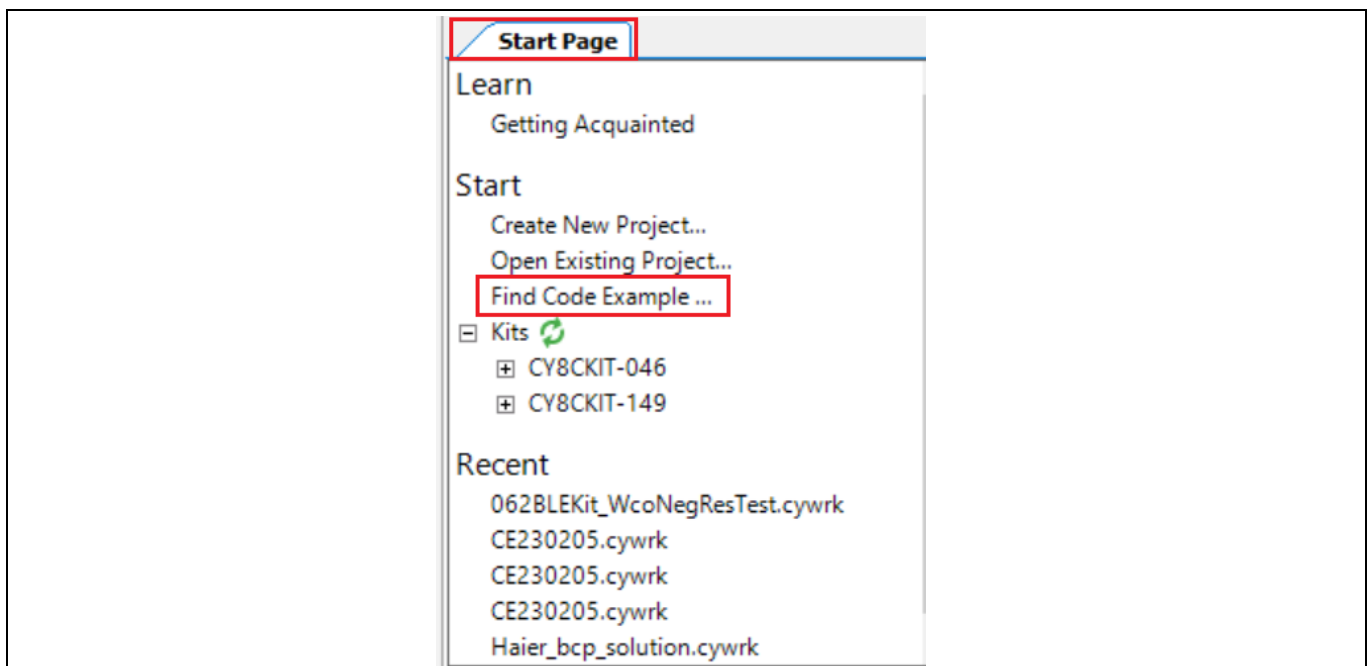 Start Page
Learn
Getting Acquainted
Start
Create New Project...
Open Existing Project...
Find Code Example ...
Kits
CY8CKIT-046
CY8CKIT-149
Recent
062BLEKit_WcoNegResTest.cywrk
CE230205.cywrk
CE230205.cywrk
CE230205.cywrk
Haier_bcp_solution.cywrk